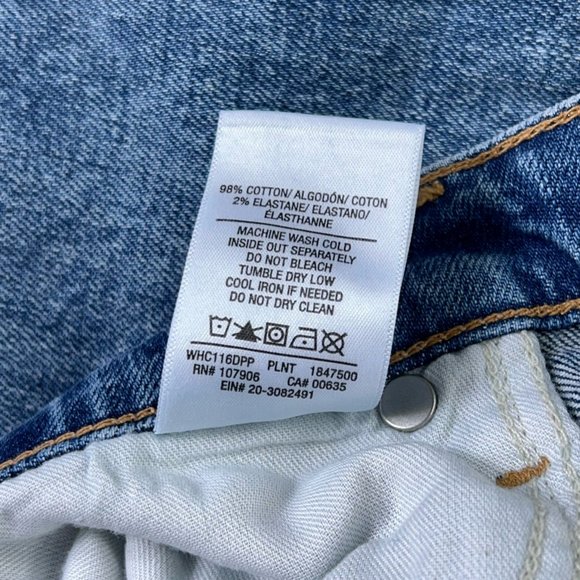 98% COTTON/ ALGODÓN/ COTON
2% ELASTANE/ ELASTANO/
ÉLASTHANNE
MACHINE WASH COLD
INSIDE OUT SEPARATELY
DO NOT BLEACH
TUMBLE DRY LOW
COOL IRON IF NEEDED
DO NOT DRY CLEAN
WHC116DPP PLNT 1847500
RN# 107906 CA# 00635
EIN# 20-3082491